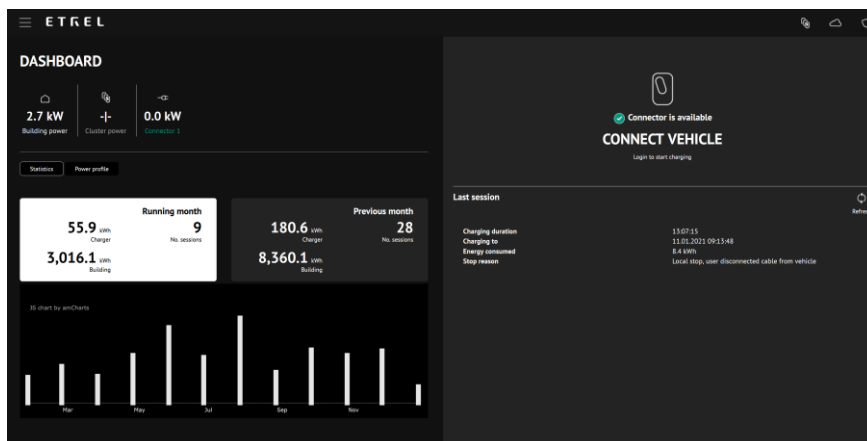 ETREL
DASHBOARD
2.7 kW
Building power
-|-
Cluster power
0.0 kW
Connector 1
Statistics
Power profile
Running month
55.9 kWh
Charger
9
No. sessions
3,016.1 kWh
Building
Previous month
180.6 kWh
Charger
28
No. sessions
8,360.1 kWh
Building
JS chart by amCharts
Mar May Jul Sep Nov
Connector is available
CONNECT VEHICLE
Login to start charging
Last session
Refres
Charging duration 13:07:15
Charging to 11.01.2021 09:13:48
Energy consumed 8.4 kWh
Stop reason Local stop, user disconnected cable from vehicle